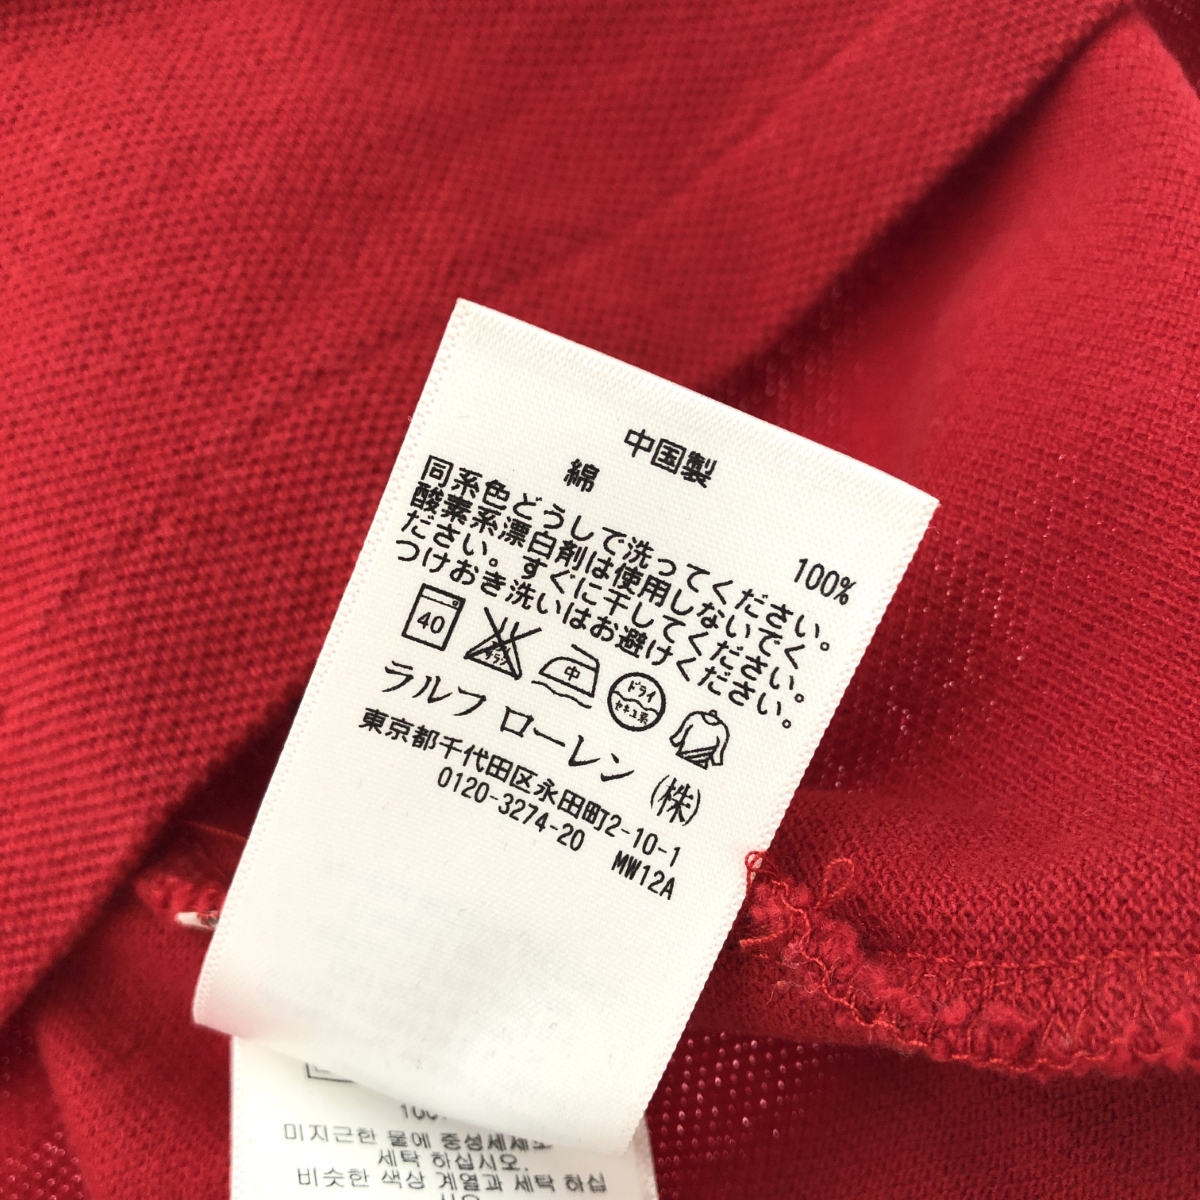 中国製
綿 100%
同系色どうしで洗ってください。
酸素系漂白剤は使用しないでく
ださい。すぐに干してください。
つけおき洗いはお避けください。
40 エンソサラシ 中 ドライ セキユ系
ラルフ ローレン (株)
東京都千代田区永田町2-10-1
0120-3274-20 MW12A
미지근한 물에 중성세제로
세탁 하십시오.
비슷한 색상 계열과 세탁 하십
시오